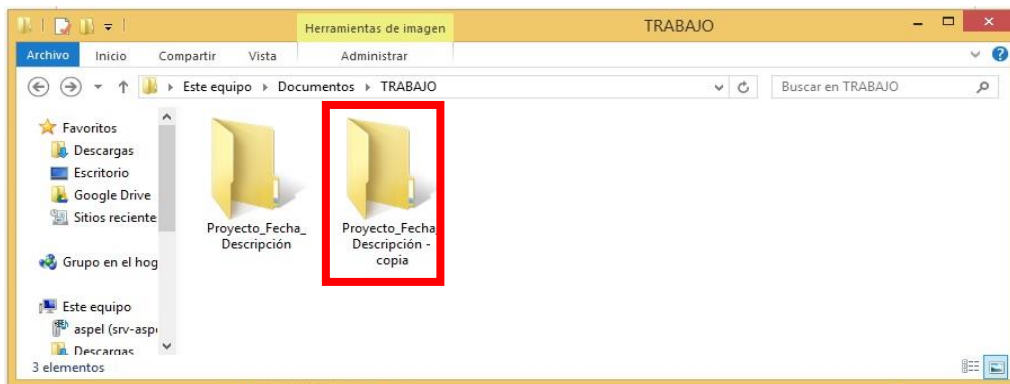 Herramientas de imagen
TRABAJO
Archivo Inicio Compartir Vista Administrar
Este equipo Documentos TRABAJO
Buscar en TRABAJO
Favoritos
Descargas
Escritorio
Google Drive
Sitios reciente
Grupo en el hog
Este equipo
aspel (srv-asp
Descargas
Proyecto_Fecha_
Descripción
Proyecto_Fecha_
Descripción -
copia
3 elementos